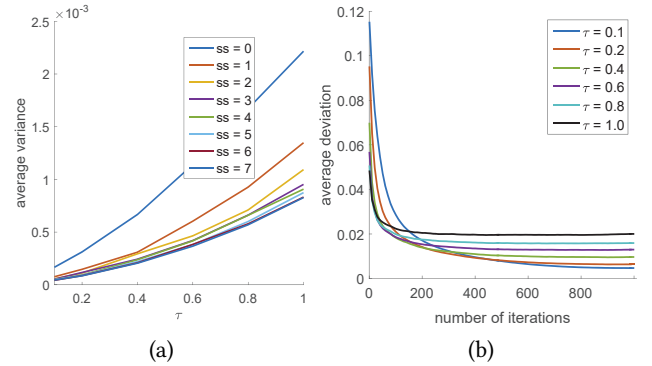 ×10⁻³
2.5
2
1.5
1
0.5
0
0.2 0.4 0.6 0.8 1
average variance
τ
ss = 0
ss = 1
ss = 2
ss = 3
ss = 4
ss = 5
ss = 6
ss = 7
(a)
0.12
0.1
0.08
0.06
0.04
0.02
0
0 200 400 600 800
average deviation
number of iterations
τ = 0.1
τ = 0.2
τ = 0.4
τ = 0.6
τ = 0.8
τ = 1.0
(b)